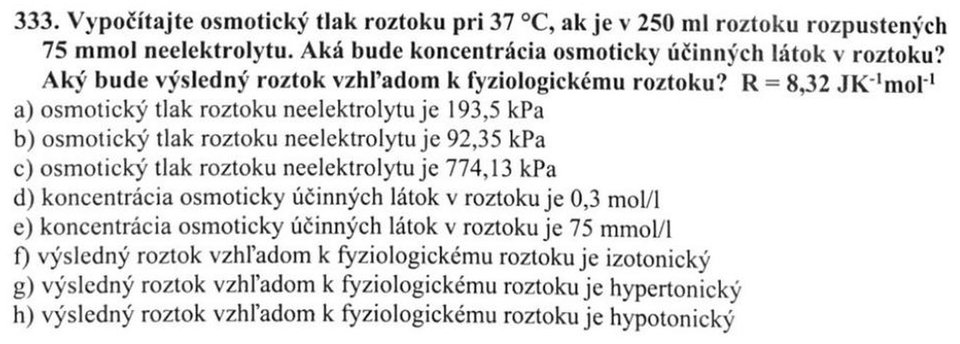 333. Vypočítajte osmotický tlak roztoku pri 37 °C, ak je v 250 ml roztoku rozpustených
75 mmol neelektrolytu. Aká bude koncentrácia osmoticky účinných látok v roztoku?
Aký bude výsledný roztok vzhľadom k fyziologickému roztoku? R = 8,32 JK⁻¹mol⁻¹
a) osmotický tlak roztoku neelektrolytu je 193,5 kPa
b) osmotický tlak roztoku neelektrolytu je 92,35 kPa
c) osmotický tlak roztoku neelektrolytu je 774,13 kPa
d) koncentrácia osmoticky účinných látok v roztoku je 0,3 mol/l
e) koncentrácia osmoticky účinných látok v roztoku je 75 mmol/l
f) výsledný roztok vzhľadom k fyziologickému roztoku je izotonický
g) výsledný roztok vzhľadom k fyziologickému roztoku je hypertonický
h) výsledný roztok vzhľadom k fyziologickému roztoku je hypotonický